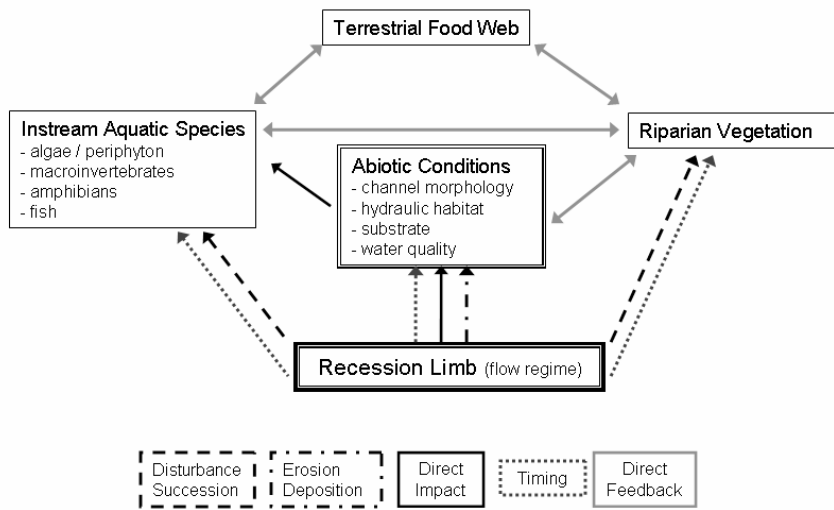 Terrestrial Food Web
Instream Aquatic Species
- algae / periphyton
- macroinvertebrates
- amphibians
- fish
Riparian Vegetation
Abiotic Conditions
- channel morphology
- hydraulic habitat
- substrate
- water quality
Recession Limb (flow regime)
Disturbance
Succession
Erosion
Deposition
Direct
Impact
Timing
Direct
Feedback